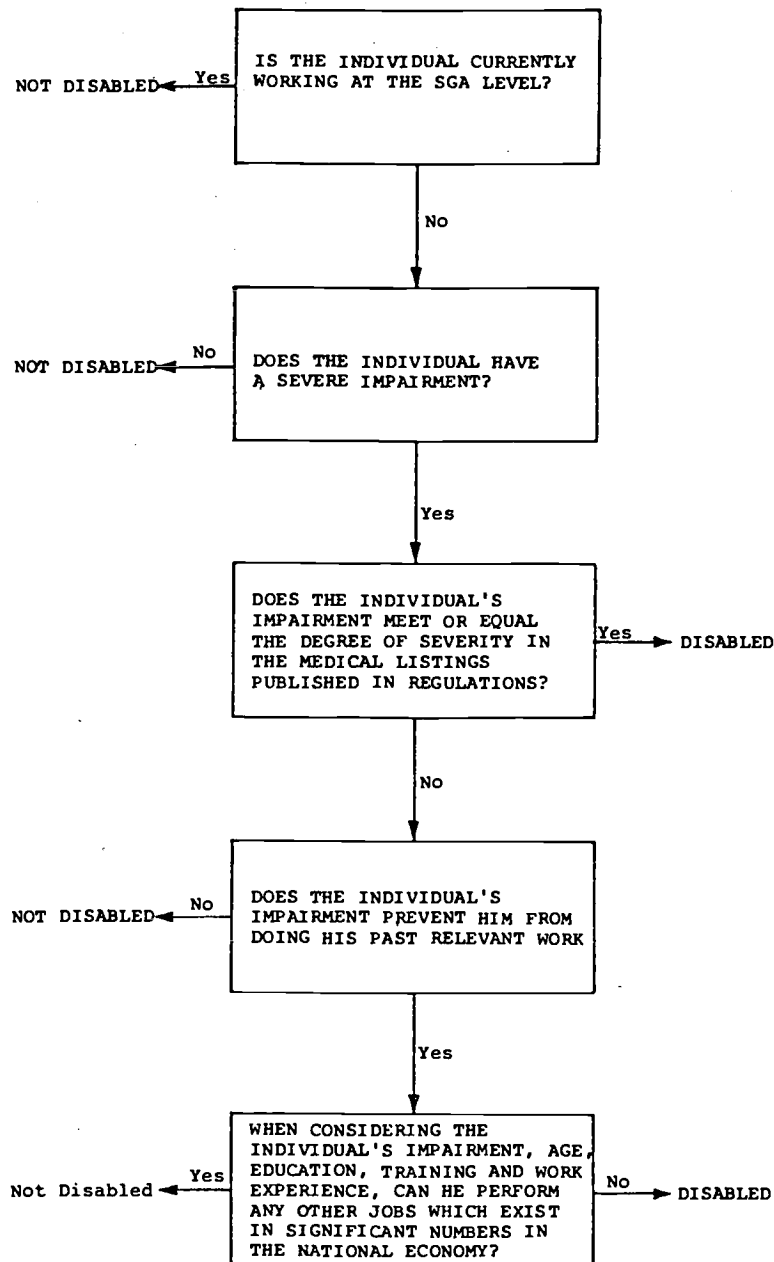 IS THE INDIVIDUAL CURRENTLY
WORKING AT THE SGA LEVEL?
Yes
NOT DISABLED
No
DOES THE INDIVIDUAL HAVE
A SEVERE IMPAIRMENT?
No
NOT DISABLED
Yes
DOES THE INDIVIDUAL'S
IMPAIRMENT MEET OR EQUAL
THE DEGREE OF SEVERITY IN
THE MEDICAL LISTINGS
PUBLISHED IN REGULATIONS?
Yes
DISABLED
No
DOES THE INDIVIDUAL'S
IMPAIRMENT PREVENT HIM FROM
DOING HIS PAST RELEVANT WORK
No
NOT DISABLED
Yes
WHEN CONSIDERING THE
INDIVIDUAL'S IMPAIRMENT, AGE,
EDUCATION, TRAINING AND WORK
EXPERIENCE, CAN HE PERFORM
ANY OTHER JOBS WHICH EXIST
IN SIGNIFICANT NUMBERS IN
THE NATIONAL ECONOMY?
Yes
Not Disabled
No
DISABLED